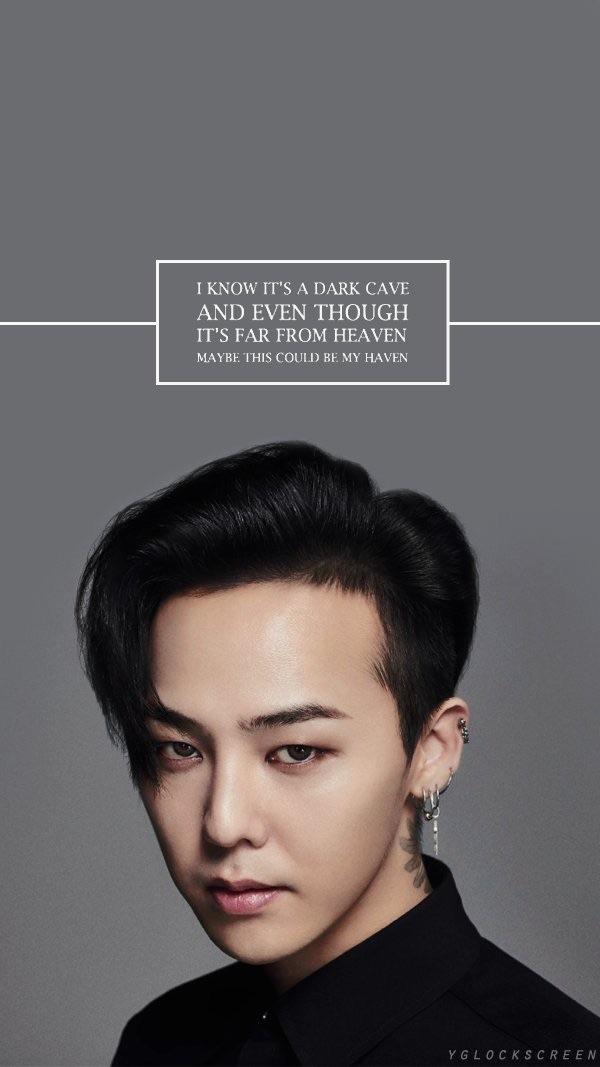 I KNOW IT'S A DARK CAVE
AND EVEN THOUGH
IT'S FAR FROM HEAVEN
MAYBE THIS COULD BE MY HAVEN
YGLOCKSCREEN